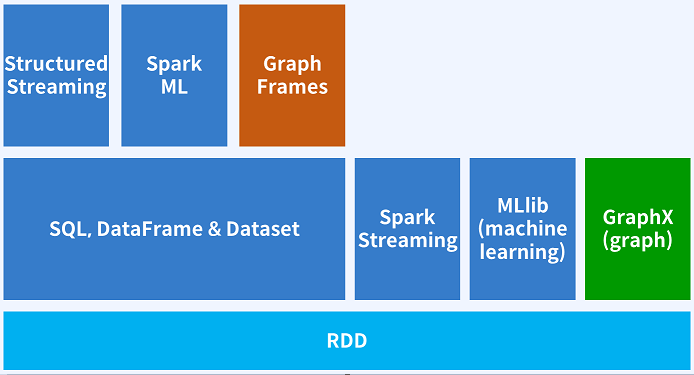 Structured
Streaming
Spark
ML
Graph
Frames
SQL, DataFrame & Dataset
Spark
Streaming
MLlib
(machine
learning)
GraphX
(graph)
RDD